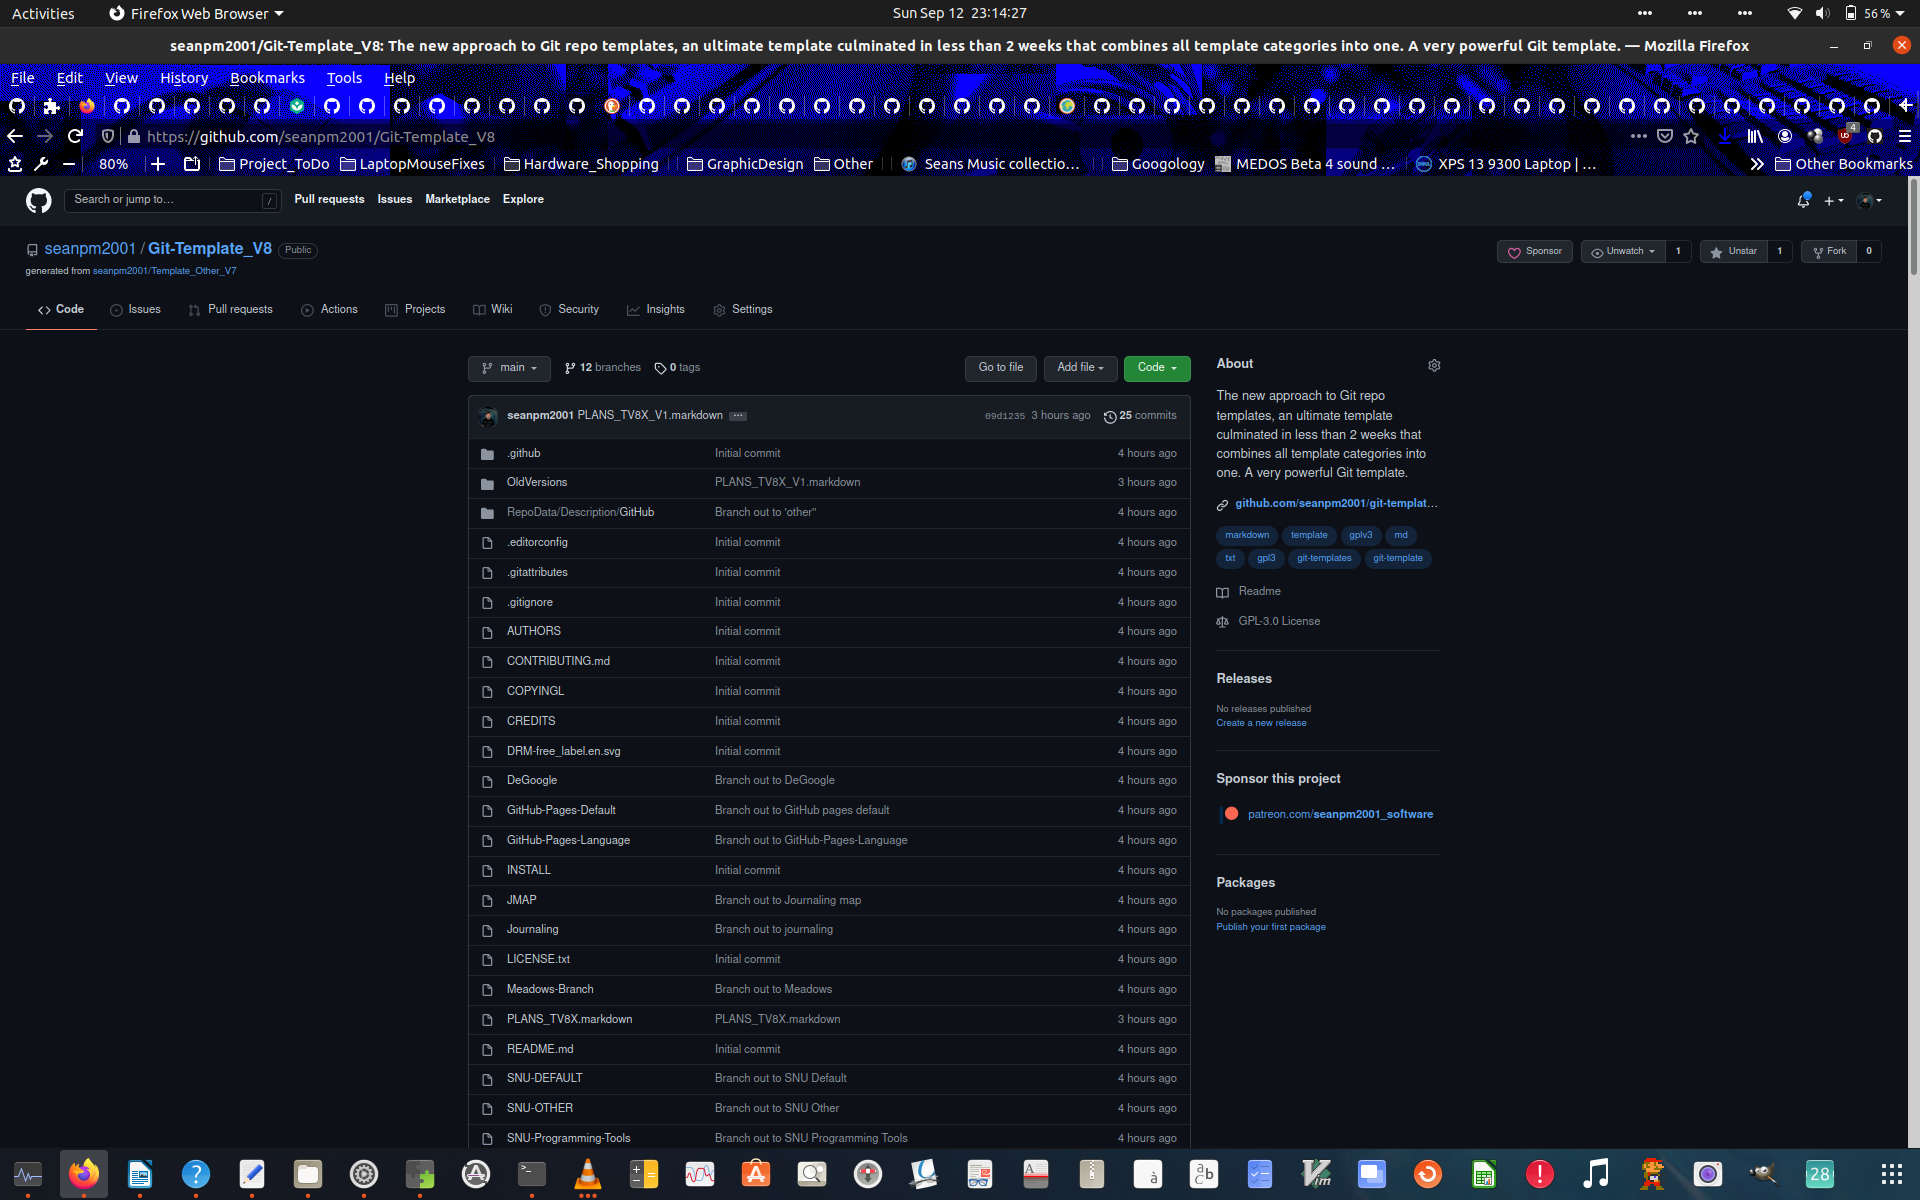 Activities Firefox Web Browser Sun Sep 12 23:14:27 56 %
seanpm2001/Git-Template_V8: The new approach to Git repo templates, an ultimate template culminated in less than 2 weeks that combines all template categories into one. A very powerful Git template. — Mozilla Firefox
File Edit View History Bookmarks Tools Help
https://github.com/seanpm2001/Git-Template_V8 4
80% Project_ToDo LaptopMouseFixes Hardware_Shopping GraphicDesign Other Seans Music collectio… Googology MEDOS Beta 4 sound … XPS 13 9300 Laptop | … Other Bookmarks
Search or jump to… / Pull requests Issues Marketplace Explore
seanpm2001 / Git-Template_V8 Public Sponsor Unwatch 1 Unstar 1 Fork 0
generated from seanpm2001/Template_Other_V7
Code Issues Pull requests Actions Projects Wiki Security Insights Settings
main 12 branches 0 tags Go to file Add file Code
seanpm2001 PLANS_TV8X_V1.markdown 09d1235 3 hours ago 25 commits
.github Initial commit 4 hours ago
OldVersions PLANS_TV8X_V1.markdown 3 hours ago
RepoData/Description/GitHub Branch out to 'other" 4 hours ago
.editorconfig Initial commit 4 hours ago
.gitattributes Initial commit 4 hours ago
.gitignore Initial commit 4 hours ago
AUTHORS Initial commit 4 hours ago
CONTRIBUTING.md Initial commit 4 hours ago
COPYINGL Initial commit 4 hours ago
CREDITS Initial commit 4 hours ago
DRM-free_label.en.svg Initial commit 4 hours ago
DeGoogle Branch out to DeGoogle 4 hours ago
GitHub-Pages-Default Branch out to GitHub pages default 4 hours ago
GitHub-Pages-Language Branch out to GitHub-Pages-Language 4 hours ago
INSTALL Initial commit 4 hours ago
JMAP Branch out to Journaling map 4 hours ago
Journaling Branch out to journaling 4 hours ago
LICENSE.txt Initial commit 4 hours ago
Meadows-Branch Branch out to Meadows 4 hours ago
PLANS_TV8X.markdown PLANS_TV8X.markdown 3 hours ago
README.md Initial commit 4 hours ago
SNU-DEFAULT Branch out to SNU Default 4 hours ago
SNU-OTHER Branch out to SNU Other 4 hours ago
SNU-Programming-Tools Branch out to SNU Programming Tools 4 hours ago
About
The new approach to Git repo
templates, an ultimate template
culminated in less than 2 weeks that
combines all template categories into
one. A very powerful Git template.
github.com/seanpm2001/git-templat…
markdown template gplv3 md
txt gpl3 git-templates git-template
Readme
GPL-3.0 License
Releases
No releases published
Create a new release
Sponsor this project
patreon.com/seanpm2001_software
Packages
No packages published
Publish your first package
28